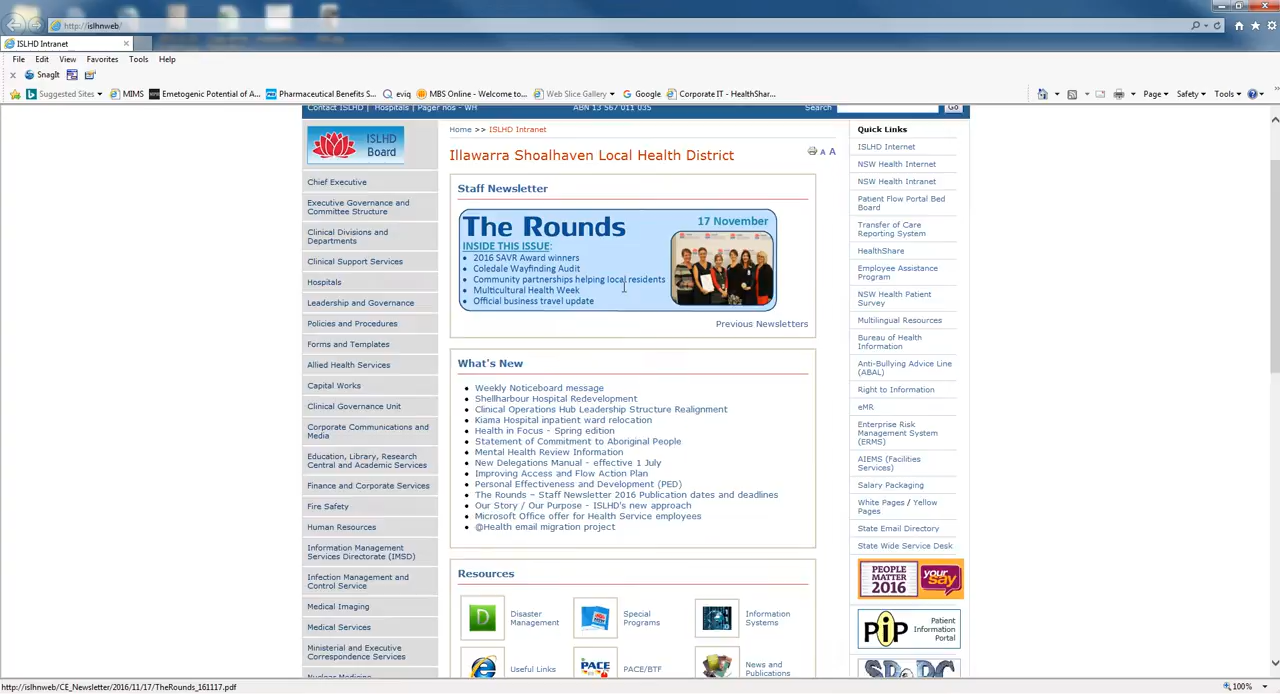 http://islhnweb/
ISLHD Intranet
File Edit View Favorites Tools Help
SnagIt
Suggested Sites MIMS Emetogenic Potential of A... Pharmaceutical Benefits S... eviq MBS Online - Welcome to... Web Slice Gallery Google Corporate IT - HealthShar...
Page Safety Tools
Contact ISLHD | Hospitals | Pager nos - WH ABN 13 567 011 035 Search Go
ISLHD
Board
Chief Executive
Executive Governance and
Committee Structure
Clinical Divisions and
Departments
Clinical Support Services
Hospitals
Leadership and Governance
Policies and Procedures
Forms and Templates
Allied Health Services
Capital Works
Clinical Governance Unit
Corporate Communications and
Media
Education, Library, Research
Central and Academic Services
Finance and Corporate Services
Fire Safety
Human Resources
Information Management
Services Directorate (IMSD)
Infection Management and
Control Service
Medical Imaging
Medical Services
Ministerial and Executive
Correspondence Services
Nuclear Medicine
Home >> ISLHD Intranet
A A
Illawarra Shoalhaven Local Health District
Staff Newsletter
The Rounds
17 November
INSIDE THIS ISSUE:
• 2016 SAVR Award winners
• Coledale Wayfinding Audit
• Community partnerships helping local residents
• Multicultural Health Week
• Official business travel update
Previous Newsletters
What's New
• Weekly Noticeboard message
• Shellharbour Hospital Redevelopment
• Clinical Operations Hub Leadership Structure Realignment
• Kiama Hospital inpatient ward relocation
• Health in Focus - Spring edition
• Statement of Commitment to Aboriginal People
• Mental Health Review Information
• New Delegations Manual - effective 1 July
• Improving Access and Flow Action Plan
• Personal Effectiveness and Development (PED)
• The Rounds – Staff Newsletter 2016 Publication dates and deadlines
• Our Story / Our Purpose - ISLHD's new approach
• Microsoft Office offer for Health Service employees
• @Health email migration project
Resources
D
Disaster
Management
Special
Programs
Information
Systems
Useful Links
PACE
PACE/BTF
News and
Publications
Quick Links
ISLHD Internet
NSW Health Internet
NSW Health Intranet
Patient Flow Portal Bed
Board
Transfer of Care
Reporting System
HealthShare
Employee Assistance
Program
NSW Health Patient
Survey
Multilingual Resources
Bureau of Health
Information
Anti-Bullying Advice Line
(ABAL)
Right to Information
eMR
Enterprise Risk
Management System
(ERMS)
AIEMS (Facilities
Services)
Salary Packaging
White Pages / Yellow
Pages
State Email Directory
State Wide Service Desk
PEOPLE
MATTER
2016
your
say
PiP
Patient
Information
Portal
http://islhnweb/CE_Newsletter/2016/11/17/TheRounds_161117.pdf
100%